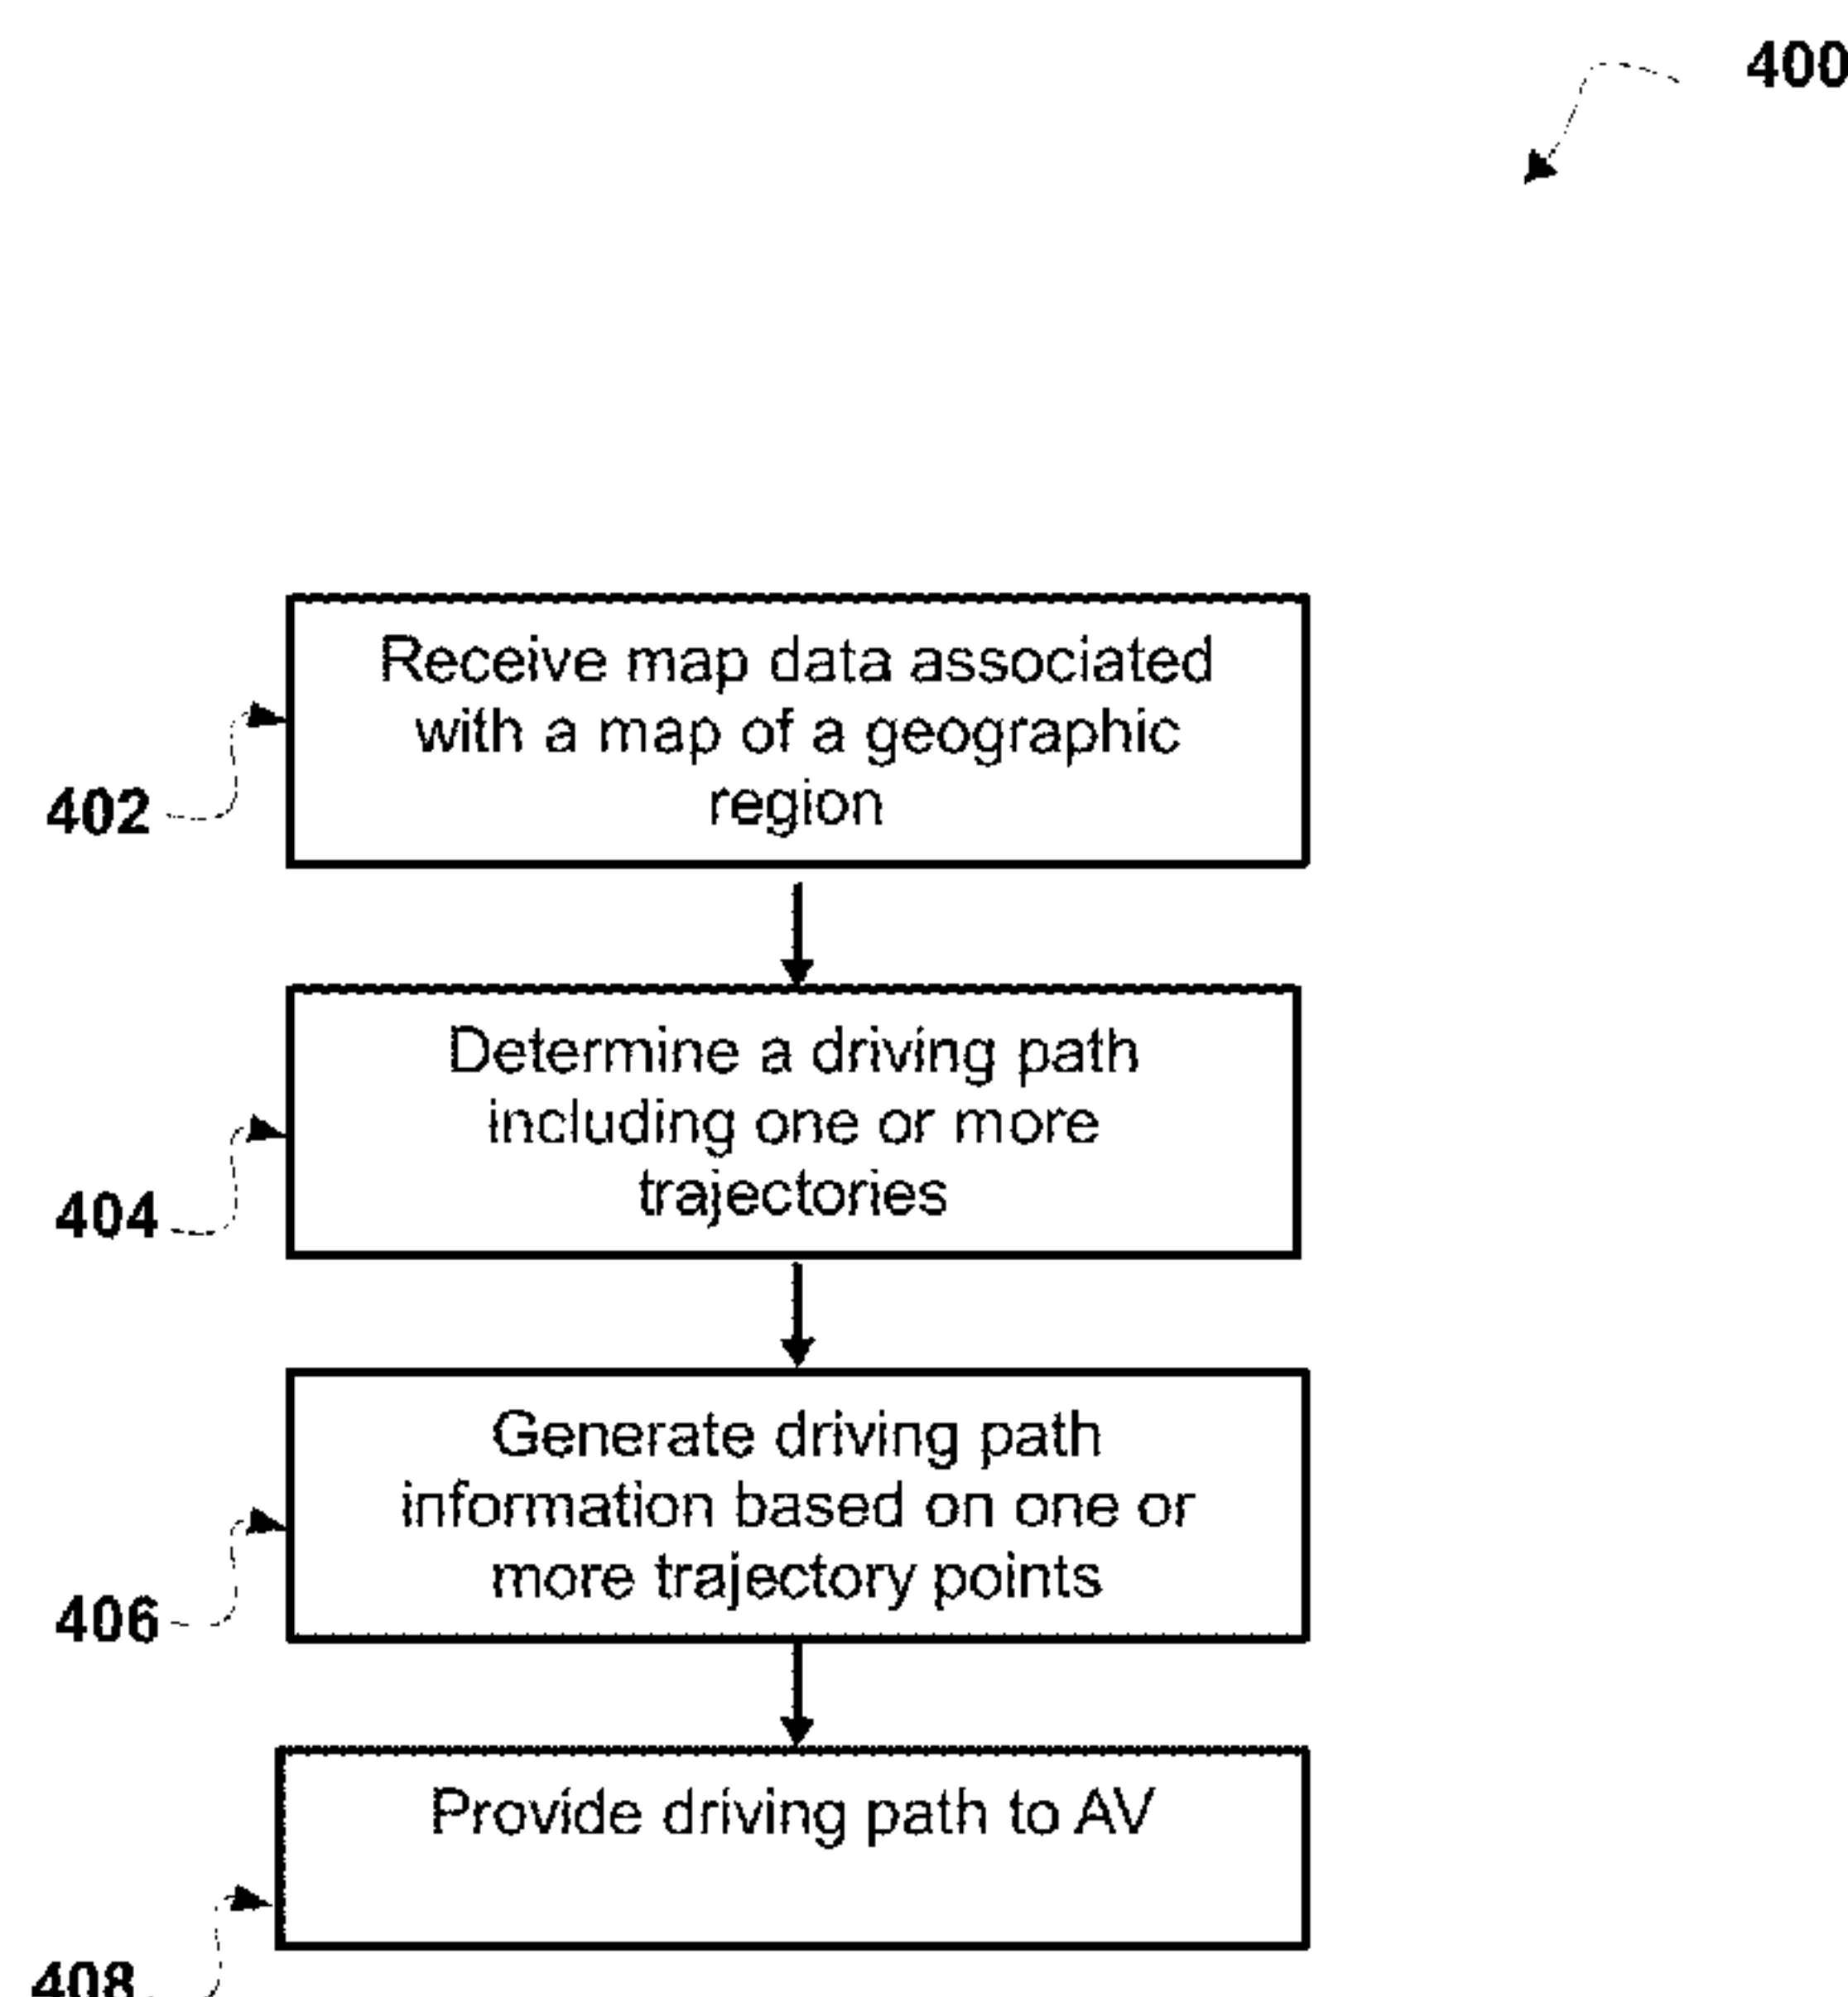 400
Receive map data associated
with a map of a geographic
region
402
Determine a driving path
including one or more
trajectories
404
Generate driving path
information based on one or
more trajectory points
406
Provide driving path to AV
408